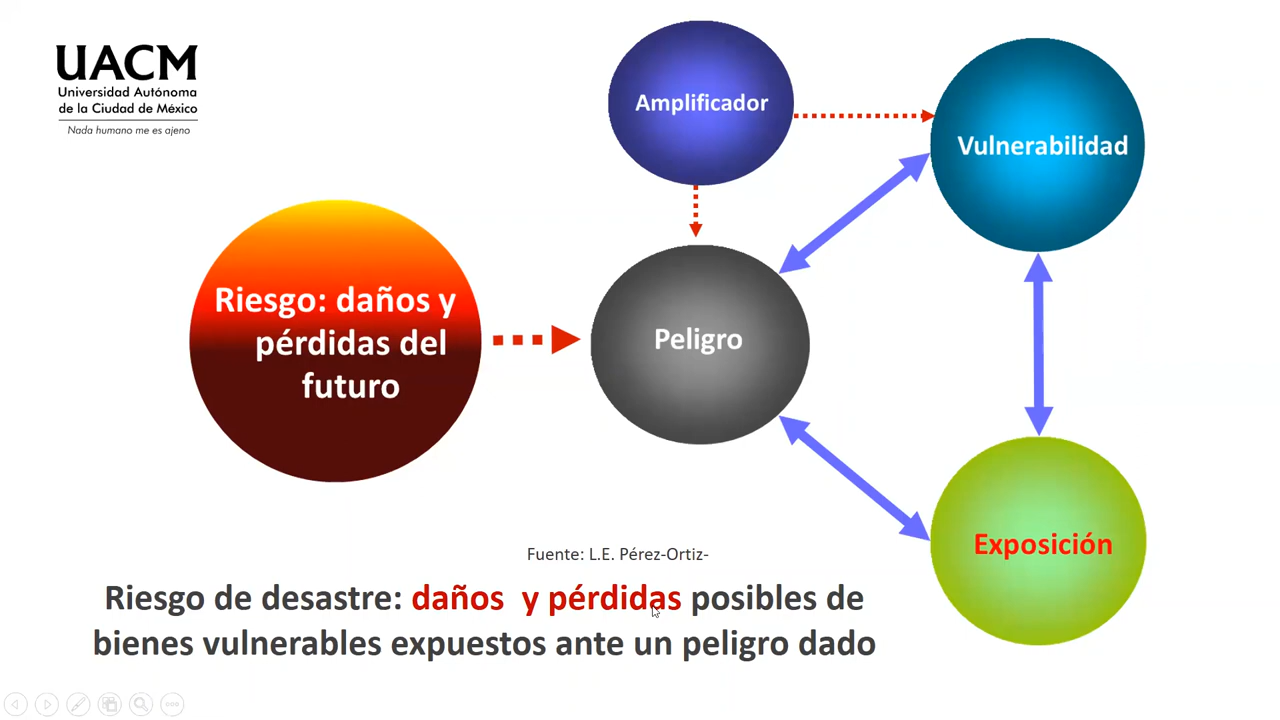 UACM
Universidad Autónoma
de la Ciudad de México
Nada humano me es ajeno
Amplificador
Vulnerabilidad
Riesgo: daños y
pérdidas del
futuro
Peligro
Exposición
Fuente: L.E. Pérez-Ortiz-
Riesgo de desastre: daños y pérdidas posibles de
bienes vulnerables expuestos ante un peligro dado